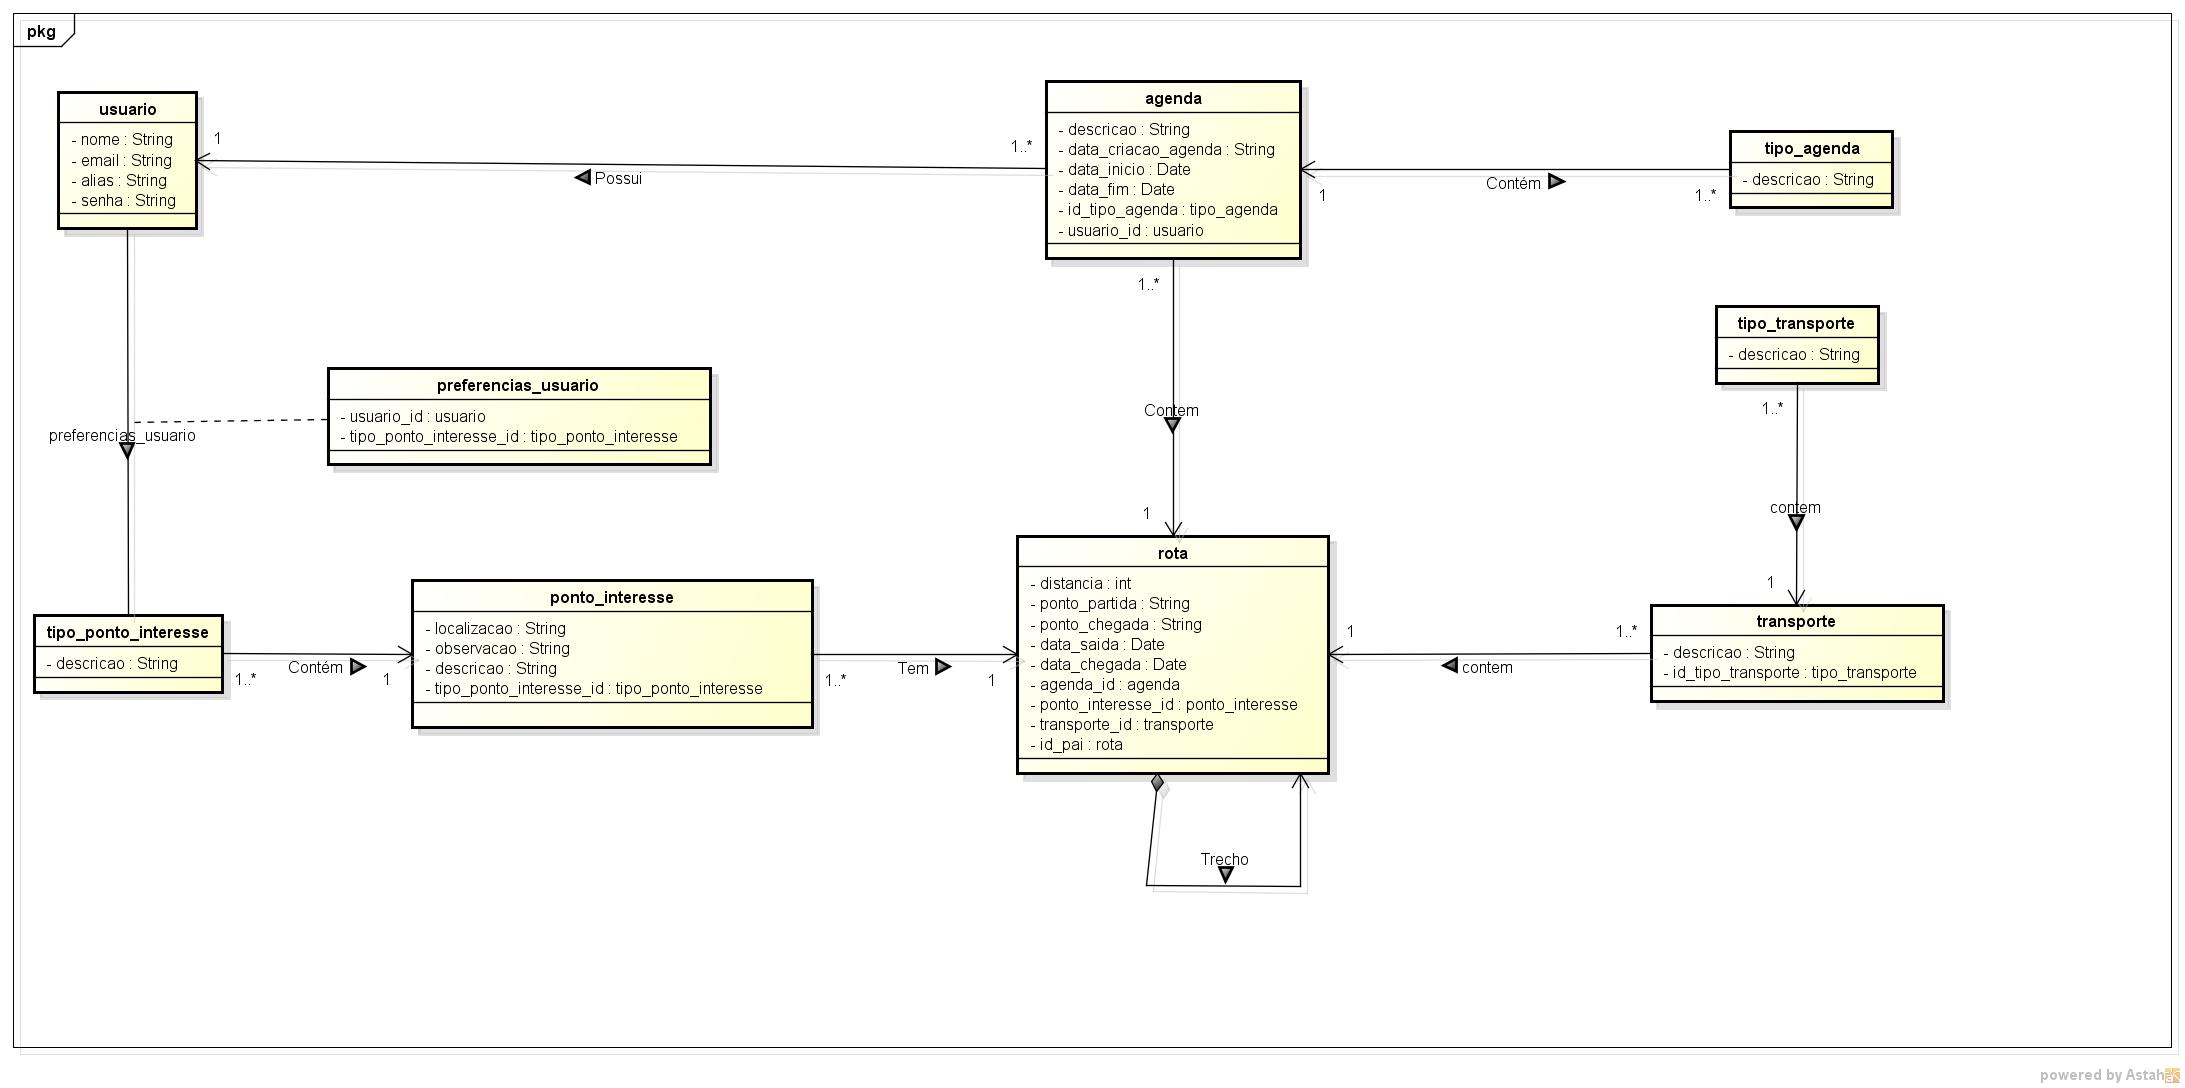 pkg
usuario
- nome : String
- email : String
- alias : String
- senha : String
1
1..*
Possui
agenda
- descricao : String
- data_criacao_agenda : String
- data_inicio : Date
- data_fim : Date
- id_tipo_agenda : tipo_agenda
- usuario_id : usuario
1
Contém
1..*
tipo_agenda
- descricao : String
1..*
Contem
1
tipo_transporte
- descricao : String
1..*
contem
1
preferencias_usuario
- usuario_id : usuario
- tipo_ponto_interesse_id : tipo_ponto_interesse
preferencias_usuario
tipo_ponto_interesse
- descricao : String
1..*
Contém
1
ponto_interesse
- localizacao : String
- observacao : String
- descricao : String
- tipo_ponto_interesse_id : tipo_ponto_interesse
1..*
Tem
1
rota
- distancia : int
- ponto_partida : String
- ponto_chegada : String
- data_saida : Date
- data_chegada : Date
- agenda_id : agenda
- ponto_interesse_id : ponto_interesse
- transporte_id : transporte
- id_pai : rota
1
contem
1..*
transporte
- descricao : String
- id_tipo_transporte : tipo_transporte
Trecho
powered by Astah